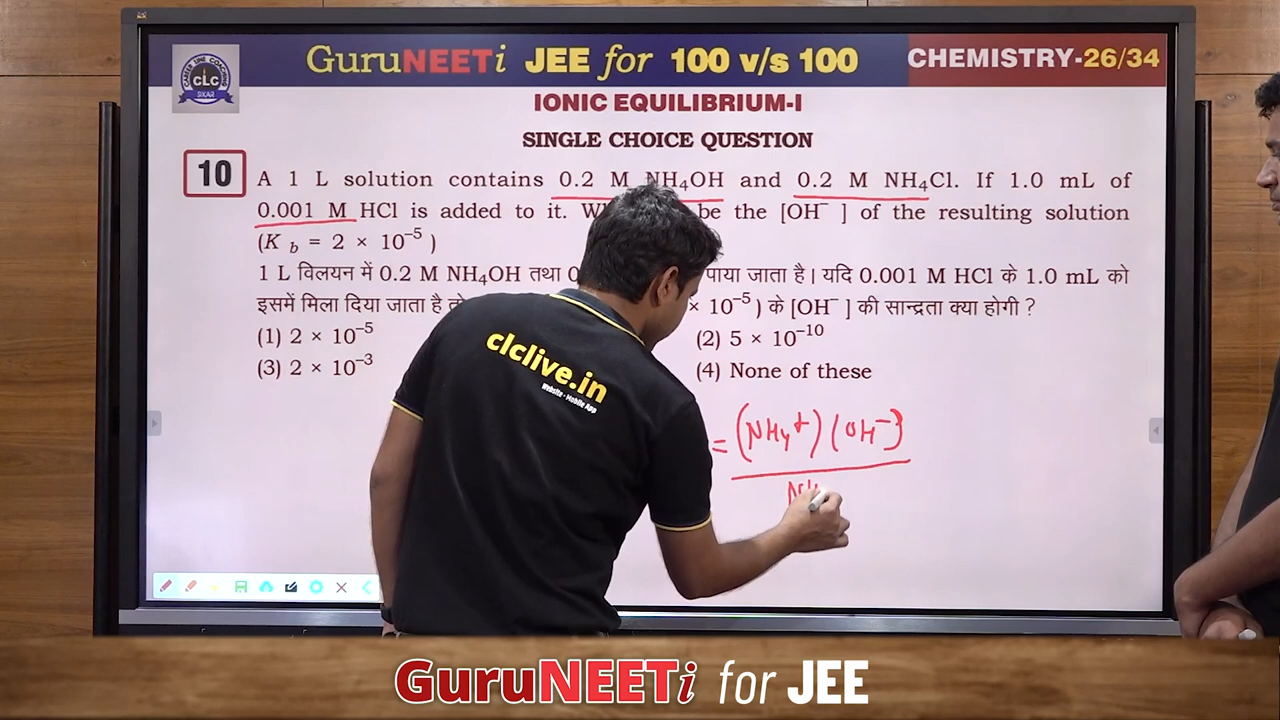 GuruNEETi JEE for 100 v/s 100
CHEMISTRY-26/34
CLC
SIKAR
IONIC EQUILIBRIUM-I
SINGLE CHOICE QUESTION
10
A 1 L solution contains 0.2 M NH₄OH and 0.2 M NH₄Cl. If 1.0 mL of
0.001 M HCl is added to it. be the [OH⁻ ] of the resulting solution
(K b = 2 × 10⁻⁵ )
1 L विलयन में 0.2 M NH₄OH तथा पाया जाता है। यदि 0.001 M HCl के 1.0 mL को
इसमें मिला दिया जाता है × 10⁻⁵ ) के [OH⁻ ] की सान्द्रता क्या होगी ?
(1) 2 × 10⁻⁵ (2) 5 × 10⁻¹⁰
(3) 2 × 10⁻³ (4) None of these
= (NH₄⁺) (OH⁻)
clclive.in
Website - Mobile App
GuruNEETi for JEE